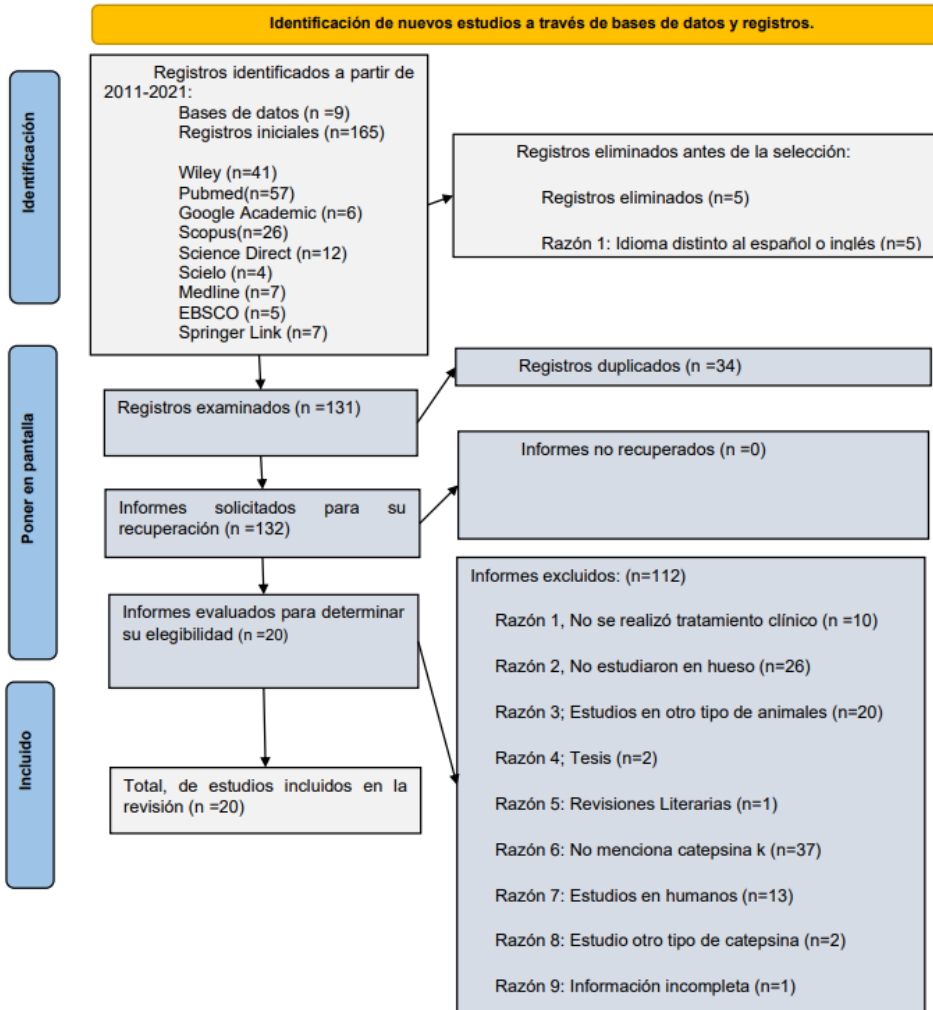 Identificación de nuevos estudios a través de bases de datos y registros.
Identificación
Registros identificados a partir de
2011-2021:
Bases de datos (n =9)
Registros iniciales (n=165)
Wiley (n=41)
Pubmed(n=57)
Google Academic (n=6)
Scopus(n=26)
Science Direct (n=12)
Scielo (n=4)
Medline (n=7)
EBSCO (n=5)
Springer Link (n=7)
Registros eliminados antes de la selección:
Registros eliminados (n=5)
Razón 1: Idioma distinto al español o inglés (n=5)
Poner en pantalla
Registros examinados (n =131)
Registros duplicados (n =34)
Informes solicitados para su
recuperación (n =132)
Informes no recuperados (n =0)
Informes evaluados para determinar
su elegibilidad (n =20)
Informes excluidos: (n=112)
Razón 1, No se realizó tratamiento clínico (n =10)
Razón 2, No estudiaron en hueso (n=26)
Razón 3; Estudios en otro tipo de animales (n=20)
Razón 4; Tesis (n=2)
Razón 5: Revisiones Literarias (n=1)
Razón 6: No menciona catepsina k (n=37)
Razón 7: Estudios en humanos (n=13)
Razón 8: Estudio otro tipo de catepsina (n=2)
Razón 9: Información incompleta (n=1)
Incluido
Total, de estudios incluidos en la
revisión (n =20)